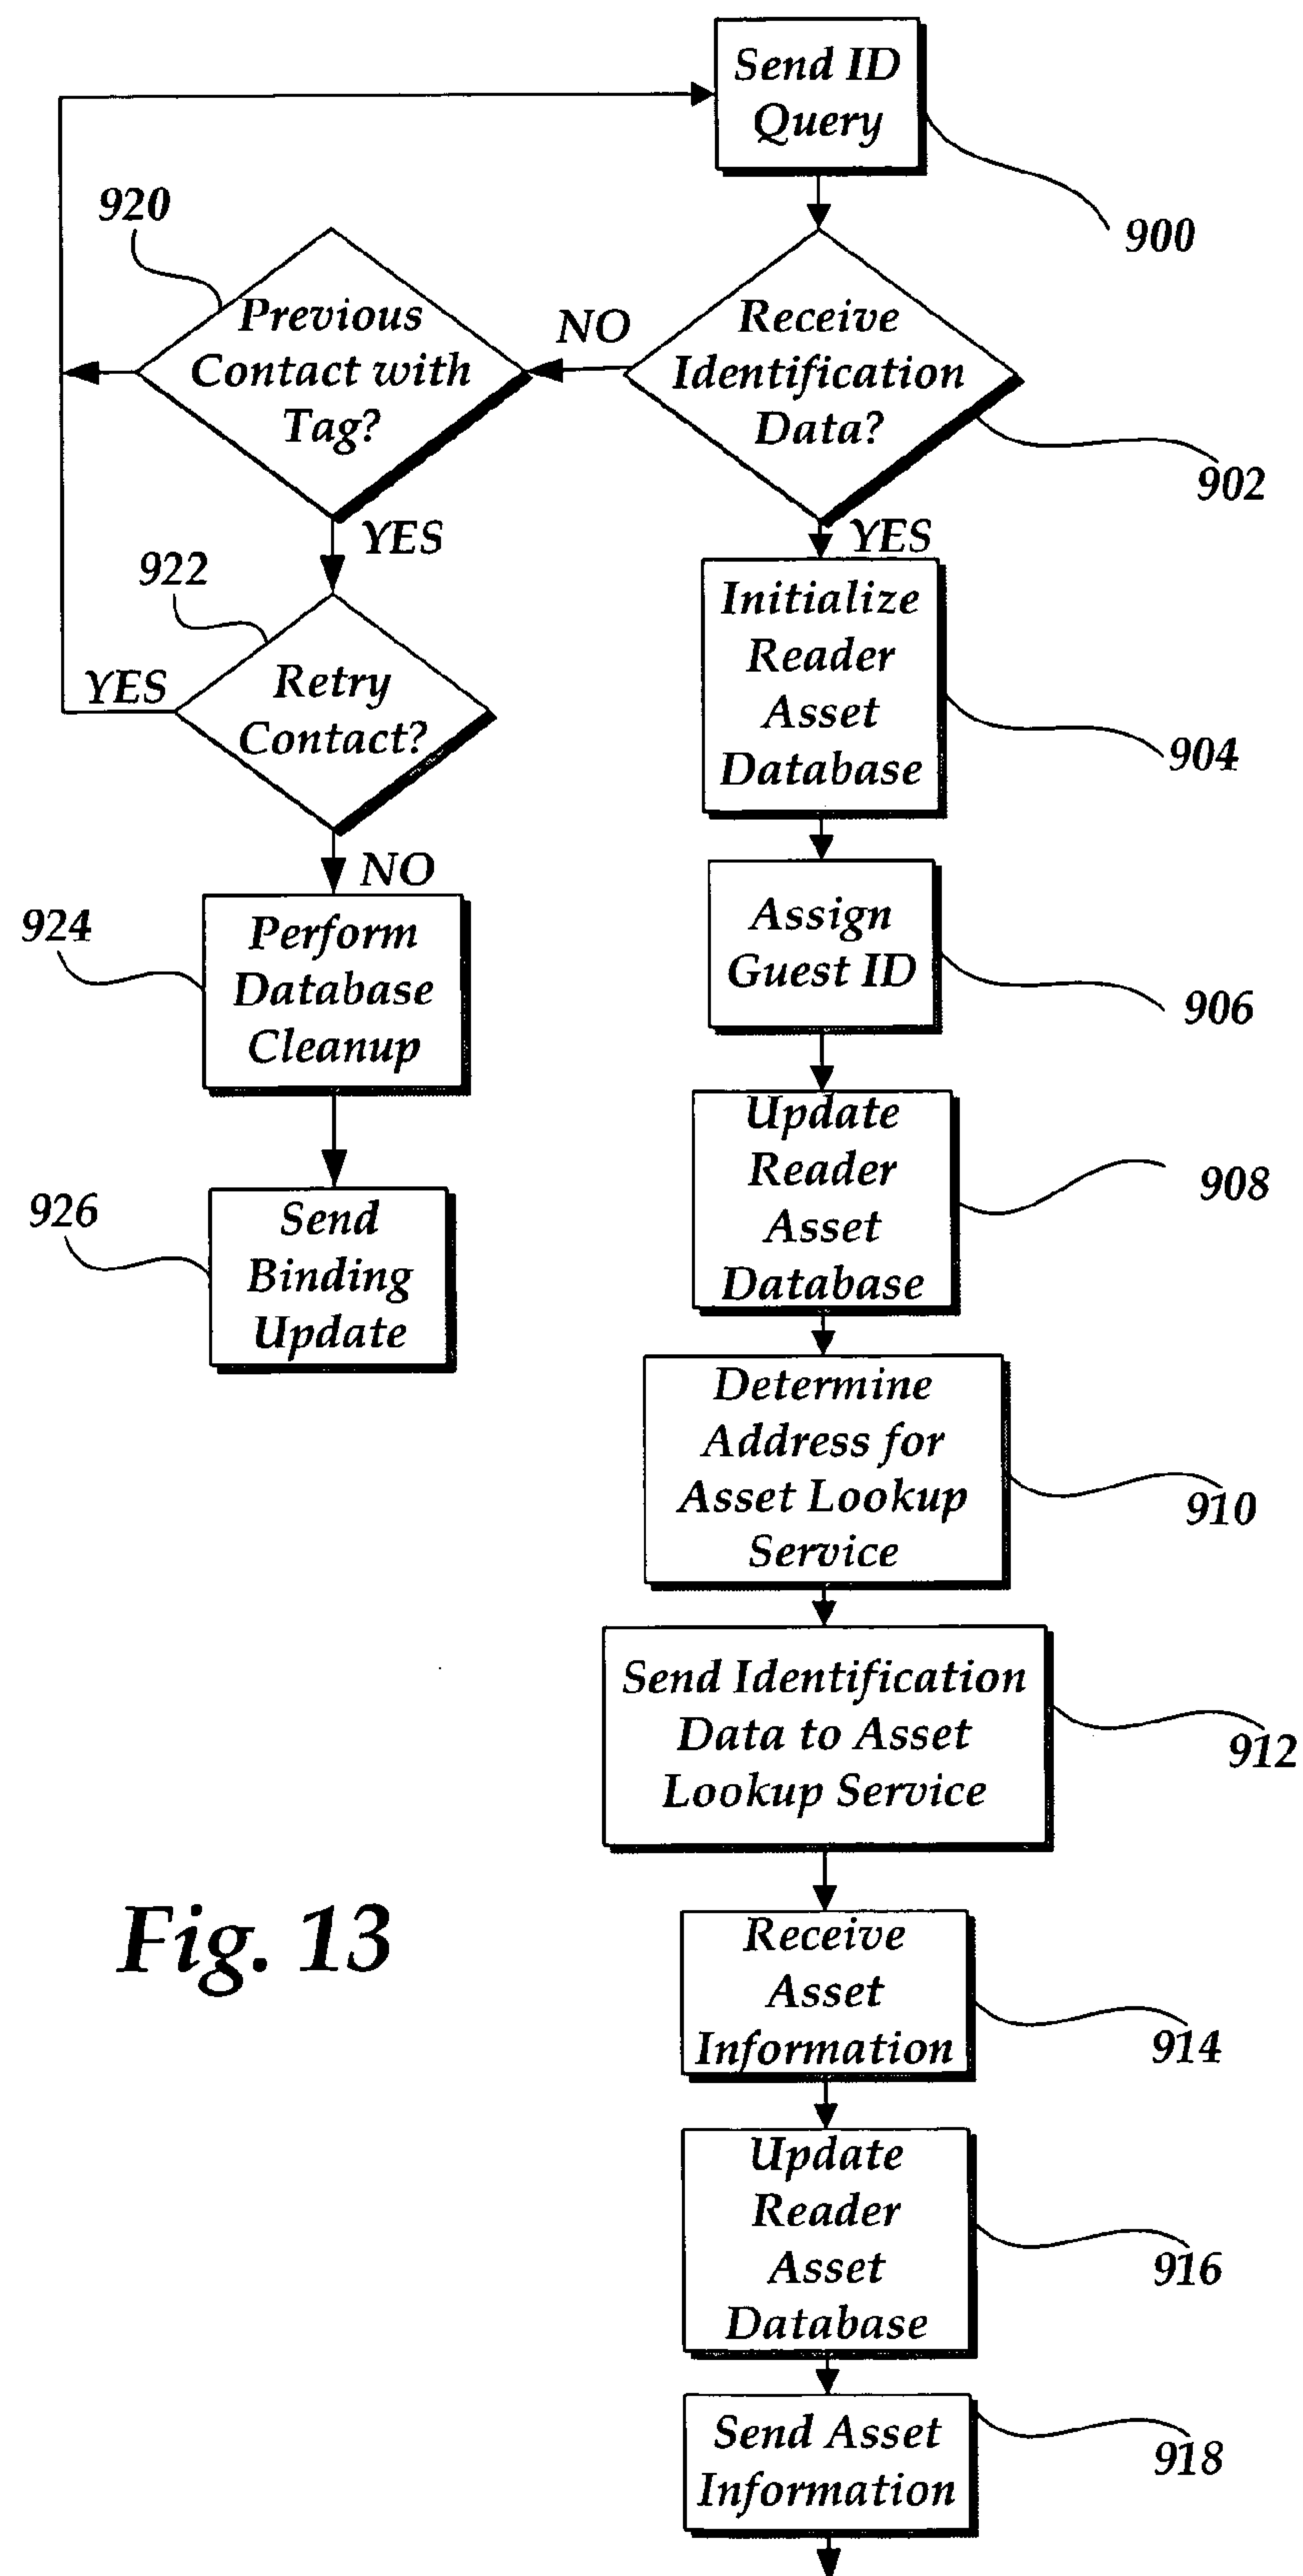 Send ID
Query
900
920
Previous
Contact with
Tag?
NO
Receive
Identification
Data?
902
YES
YES
922
Retry
Contact?
YES
Initialize
Reader
Asset
Database
904
NO
924
Perform
Database
Cleanup
Assign
Guest ID
906
926
Send
Binding
Update
Update
Reader
Asset
Database
908
Determine
Address for
Asset Lookup
Service
910
Send Identification
Data to Asset
Lookup Service
912
Fig. 13
Receive
Asset
Information
914
Update
Reader
Asset
Database
916
Send Asset
Information
918